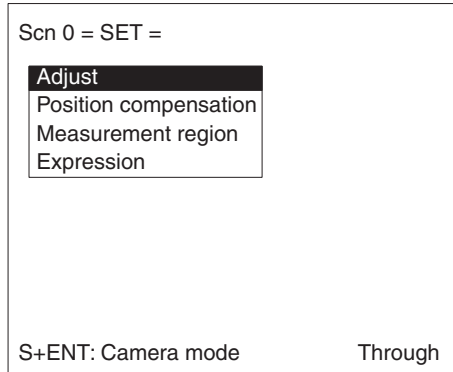 Scn 0 = SET =
Adjust
Position compensation
Measurement region
Expression
S+ENT: Camera mode Through